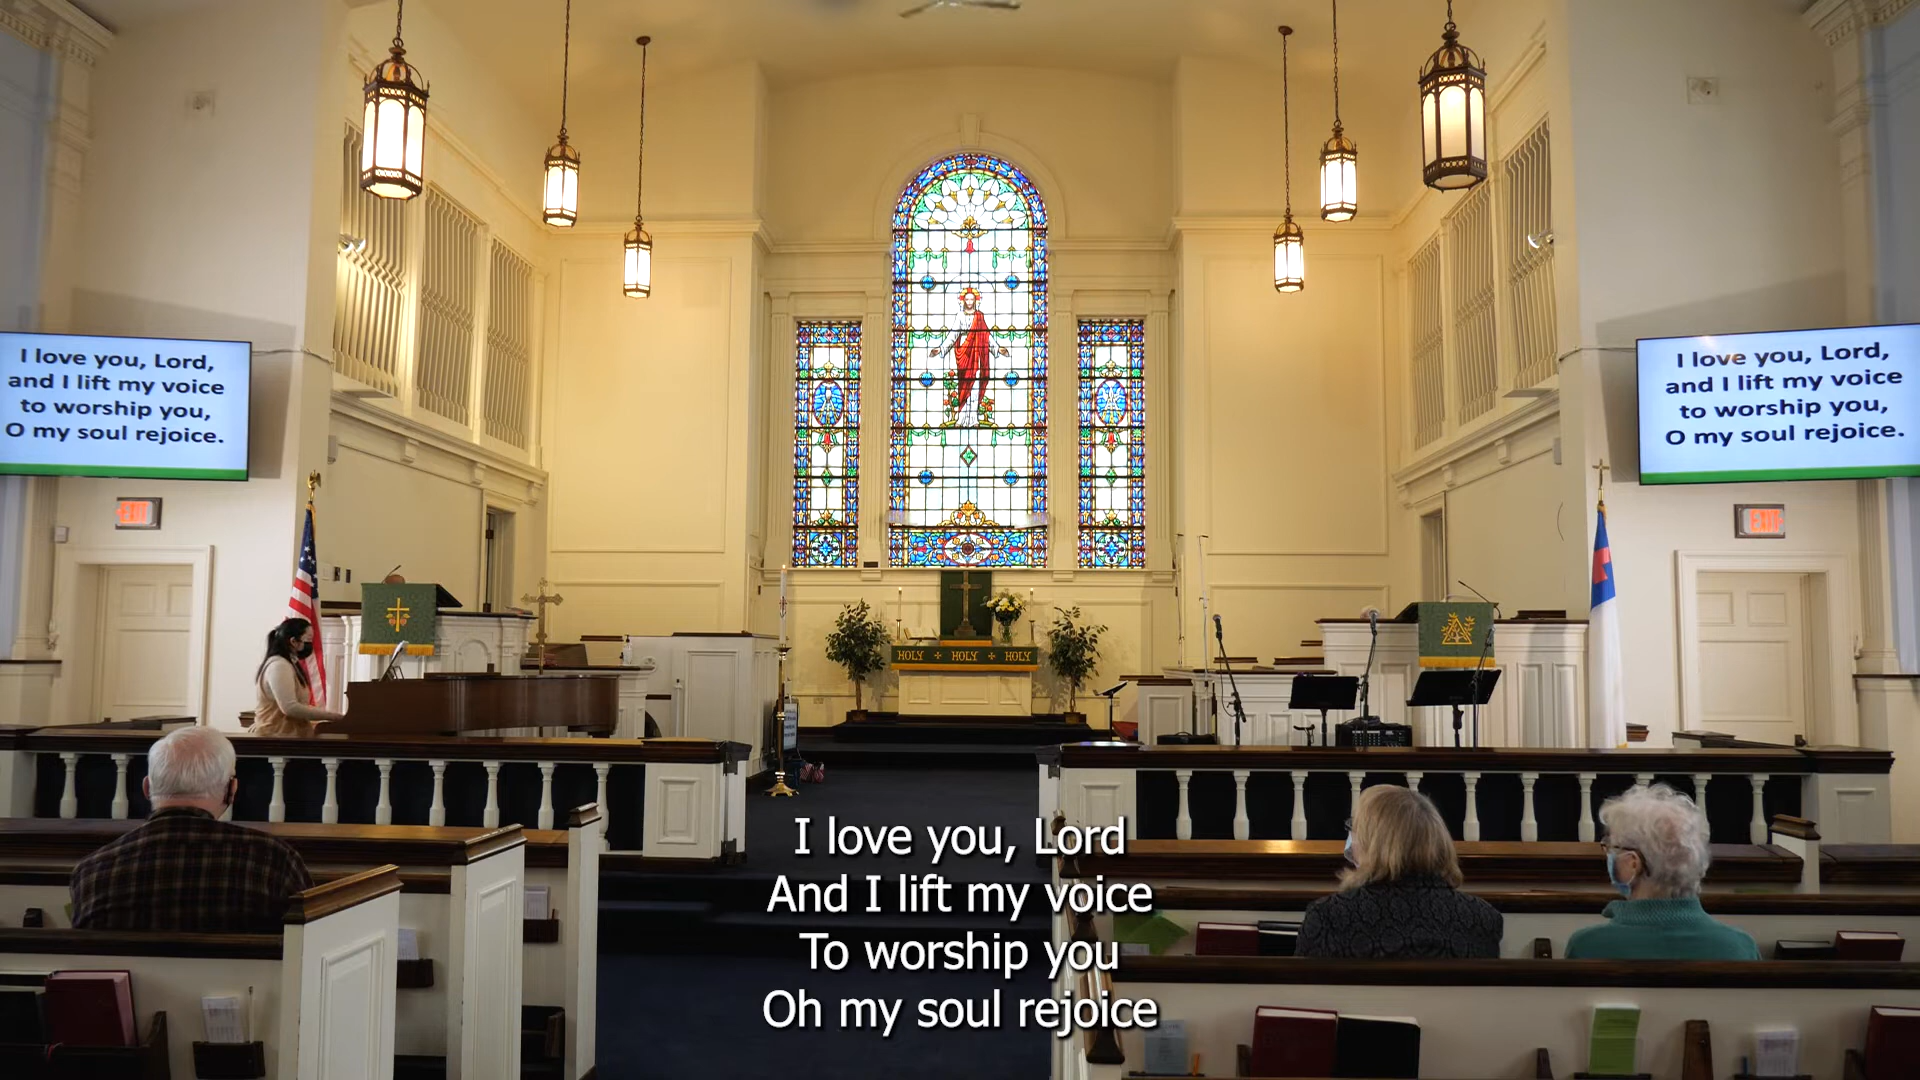 I love you, Lord,
and I lift my voice
to worship you,
O my soul rejoice.
I love you, Lord,
and I lift my voice
to worship you,
O my soul rejoice.
EXIT
EXIT
HOLY + HOLY + HOLY
I love you, Lord
And I lift my voice
To worship you
Oh my soul rejoice